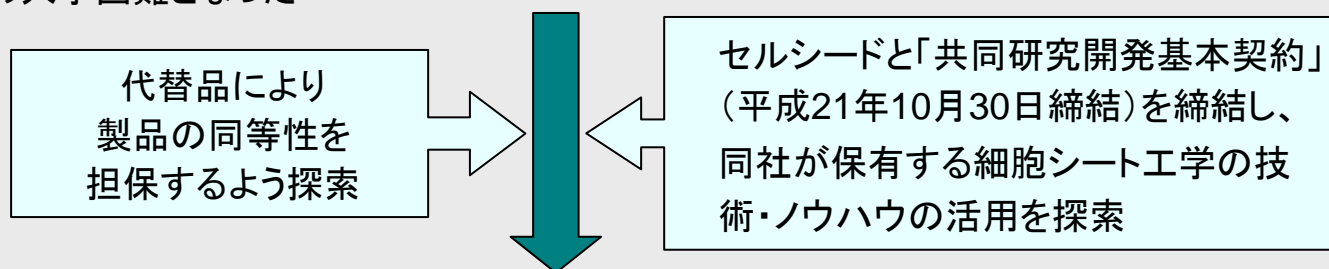 代替品により
製品の同等性を
担保するよう探索
セルシードと「共同研究開発基本契約」
（平成21年10月30日締結）を締結し、
同社が保有する細胞シート工学の技
術・ノウハウの活用を探索